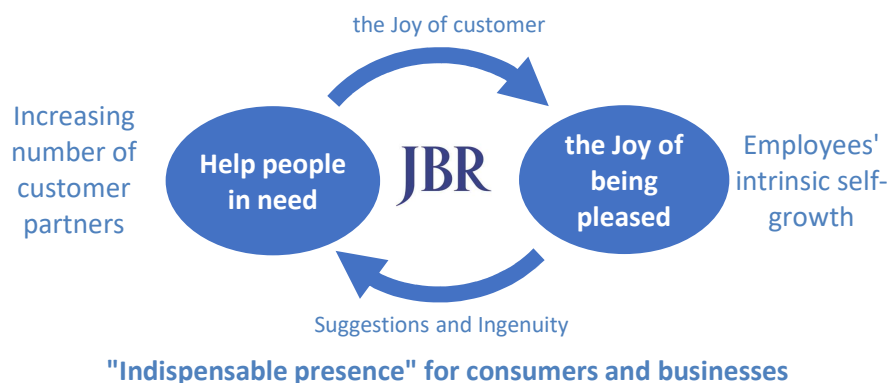 the Joy of customer
Increasing
number of
customer
partners
Help people
in need
JBR
the Joy of
being
pleased
Employees'
intrinsic self-
growth
Suggestions and Ingenuity
"Indispensable presence" for consumers and businesses